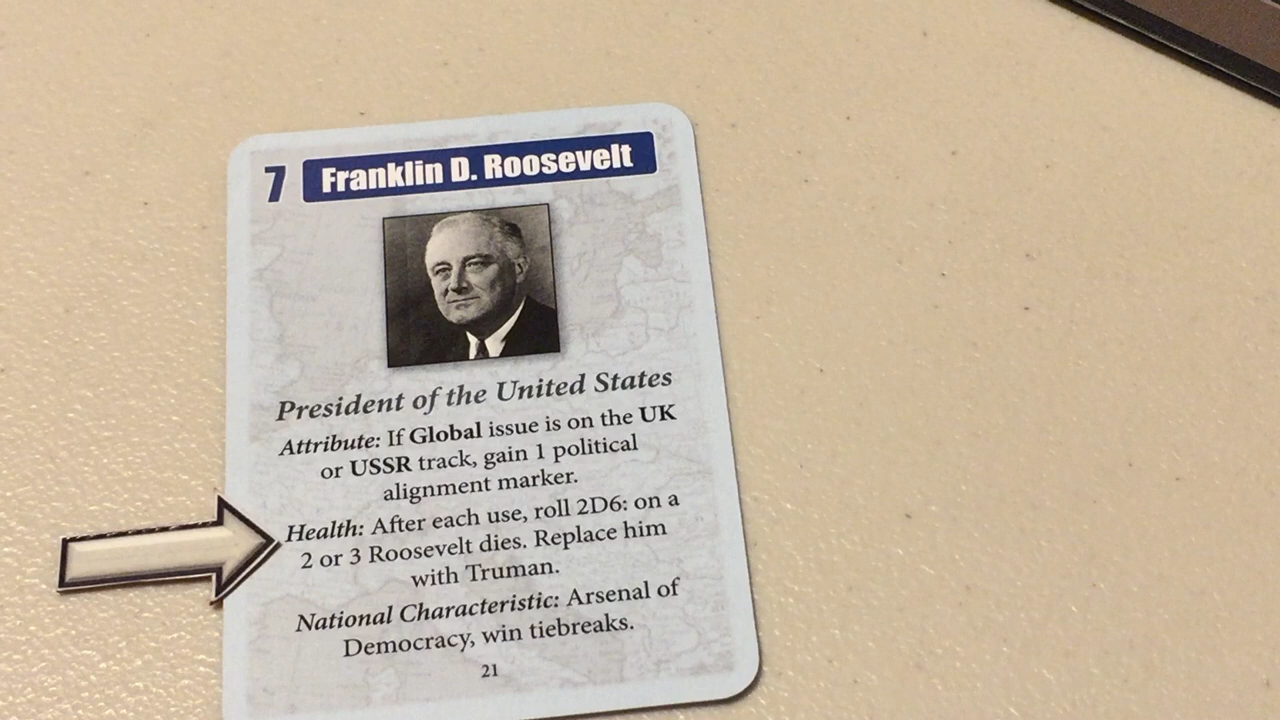 7 Franklin D. Roosevelt
President of the United States
Attribute: If Global issue is on the UK
or USSR track, gain 1 political
alignment marker.
Health: After each use, roll 2D6: on a
2 or 3 Roosevelt dies. Replace him
with Truman.
National Characteristic: Arsenal of
Democracy, win tiebreaks.
21